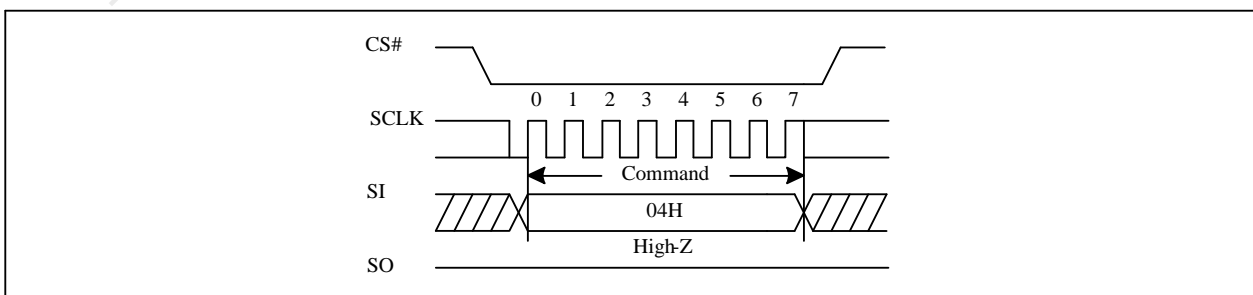 CS#
0 1 2 3 4 5 6 7
SCLK
Command
SI
04H
High-Z
SO